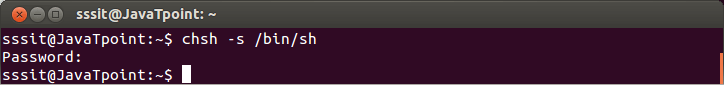 sssit@JavaTpoint: ~
sssit@JavaTpoint:~$ chsh -s /bin/sh
Password:
sssit@JavaTpoint:~$